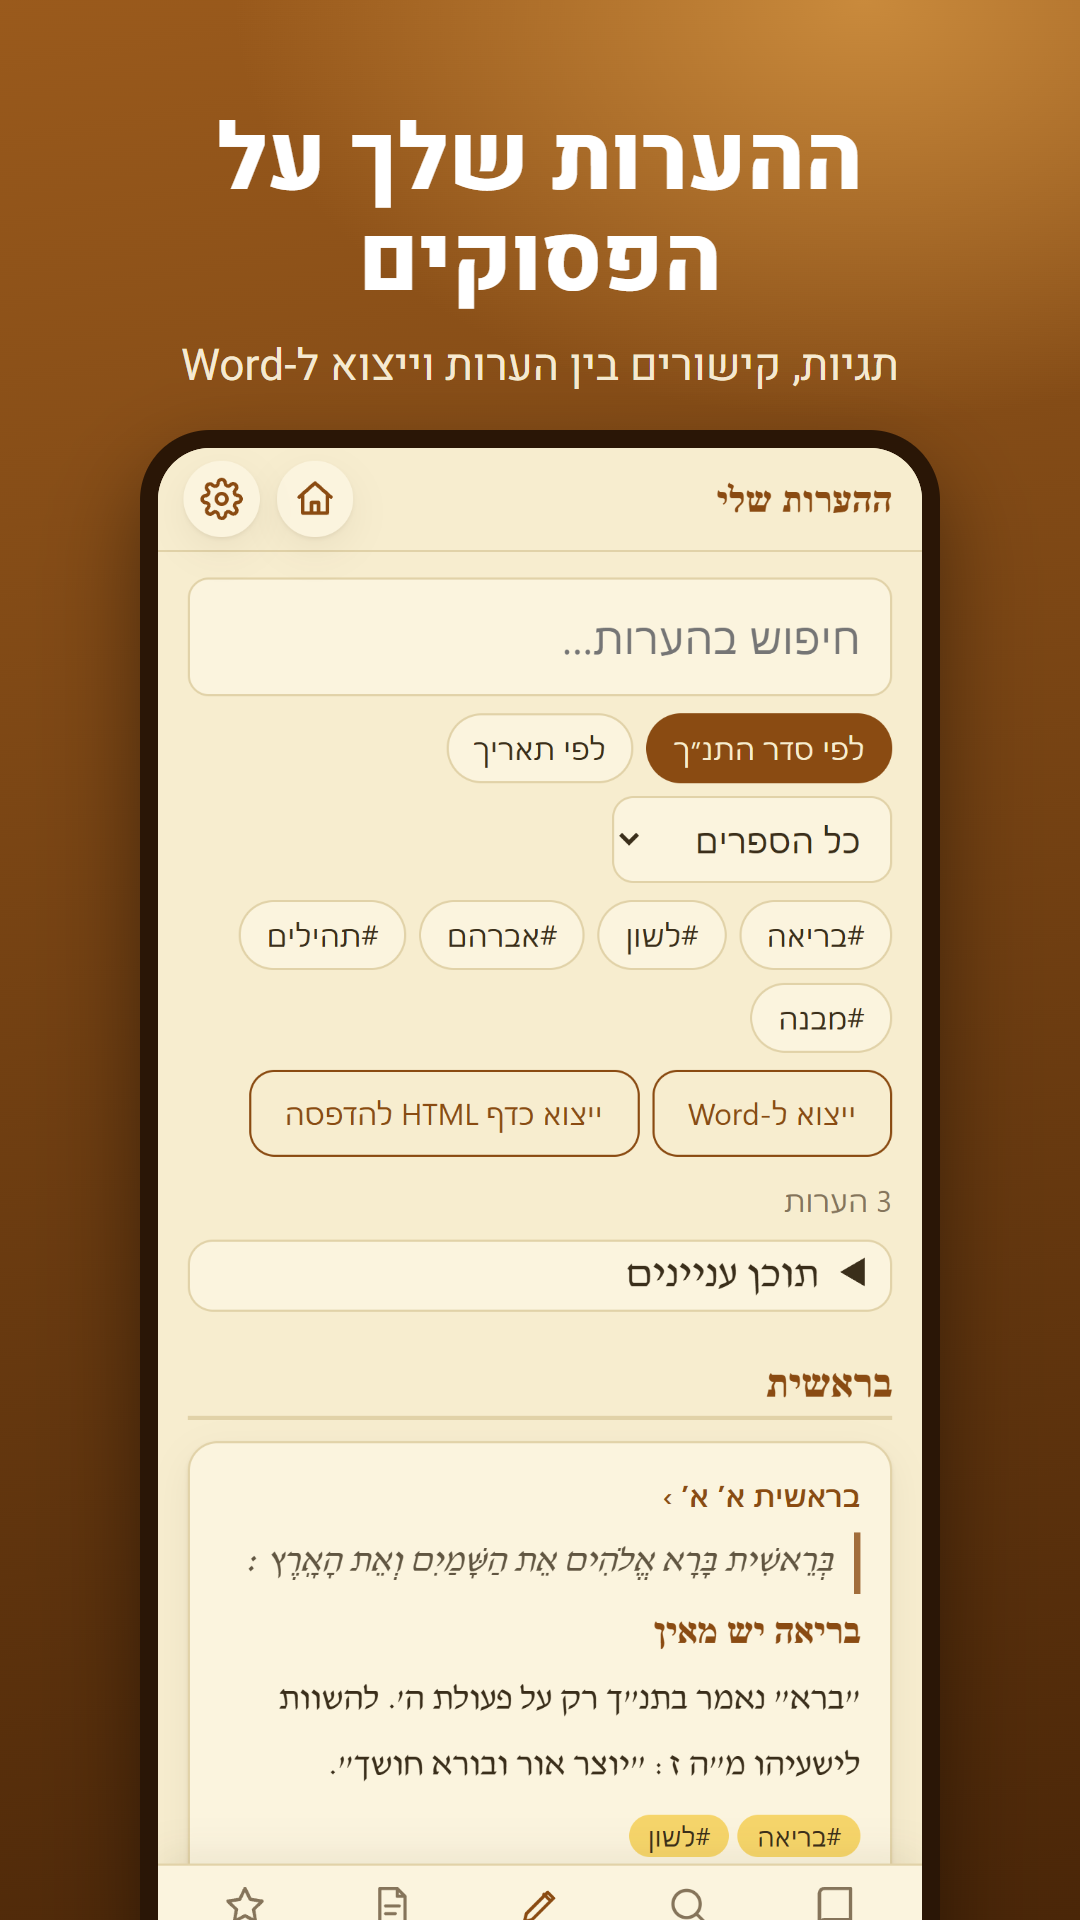 ההערות שלך על
הפסוקים
תגיות, קישורים בין הערות וייצוא ל-Word
ההערות שלי
חיפוש בהערות...
לפי סדר התנ״ך
לפי תאריך
כל הספרים
#בריאה
#לשון
#אברהם
#תהילים
#מבנה
ייצוא ל-Word
ייצוא כדף HTML להדפסה
3 הערות
תוכן עניינים
בראשית
בראשית א׳ א׳ ›
בְּרֵאשִׁית בָּרָא אֱלֹהִים אֵת הַשָּׁמַיִם וְאֵת הָאָֽרֶץ׃
בריאה יש מאין
״ברא״ נאמר בתנ״ך רק על פעולת ה׳. להשוות
לישעיהו מ״ה ז: ״יוצר אור ובורא חושך״.
#בריאה
#לשון